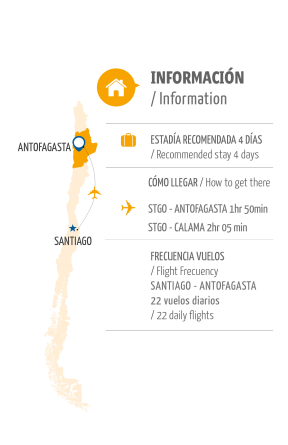 INFORMACIÓN
/ Information
ANTOFAGASTA
ESTADÍA RECOMENDADA 4 DÍAS
/ Recommended stay 4 days
CÓMO LLEGAR / How to get there
STGO - ANTOFAGASTA 1hr 50min
STGO - CALAMA 2hr 05 min
SANTIAGO
FRECUENCIA VUELOS
/ Flight Frecuency
SANTIAGO - ANTOFAGASTA
22 vuelos diarios
/ 22 daily flights